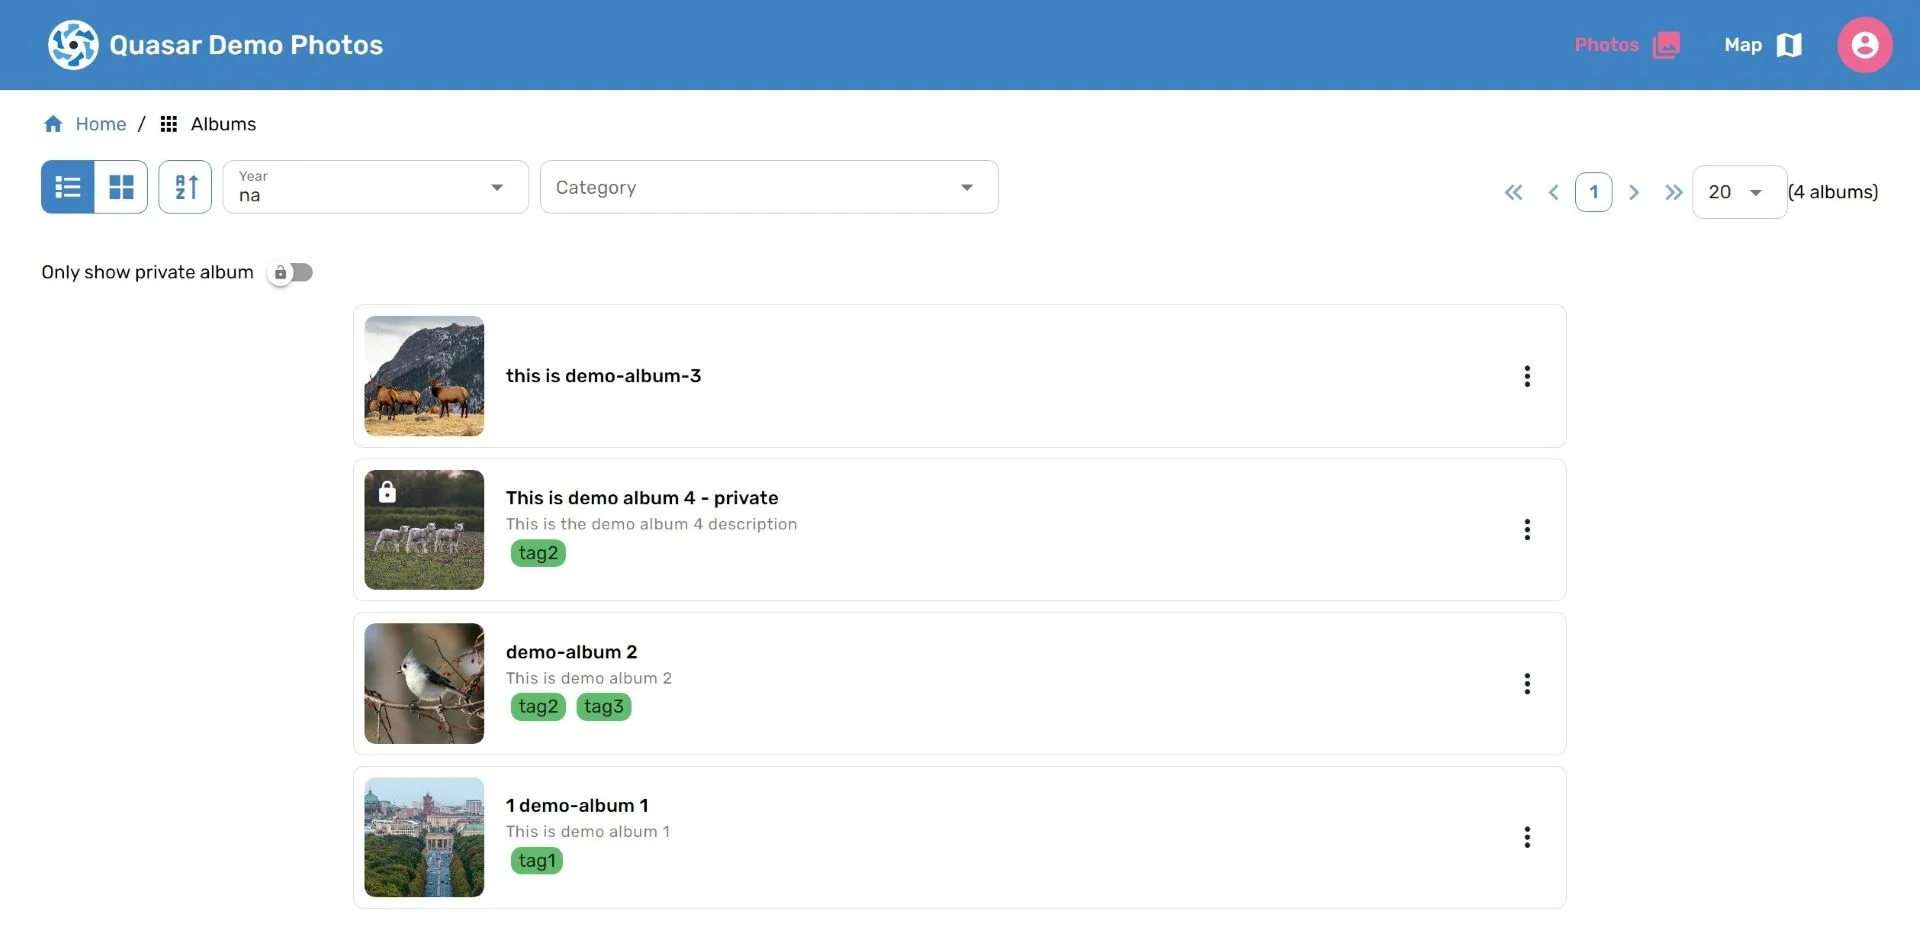 Quasar Demo Photos
Photos
Map
Home / Albums
Year
na
Category
1
20
(4 albums)
Only show private album
this is demo-album-3
This is demo album 4 - private
This is the demo album 4 description
tag2
demo-album 2
This is demo album 2
tag2 tag3
1 demo-album 1
This is demo album 1
tag1